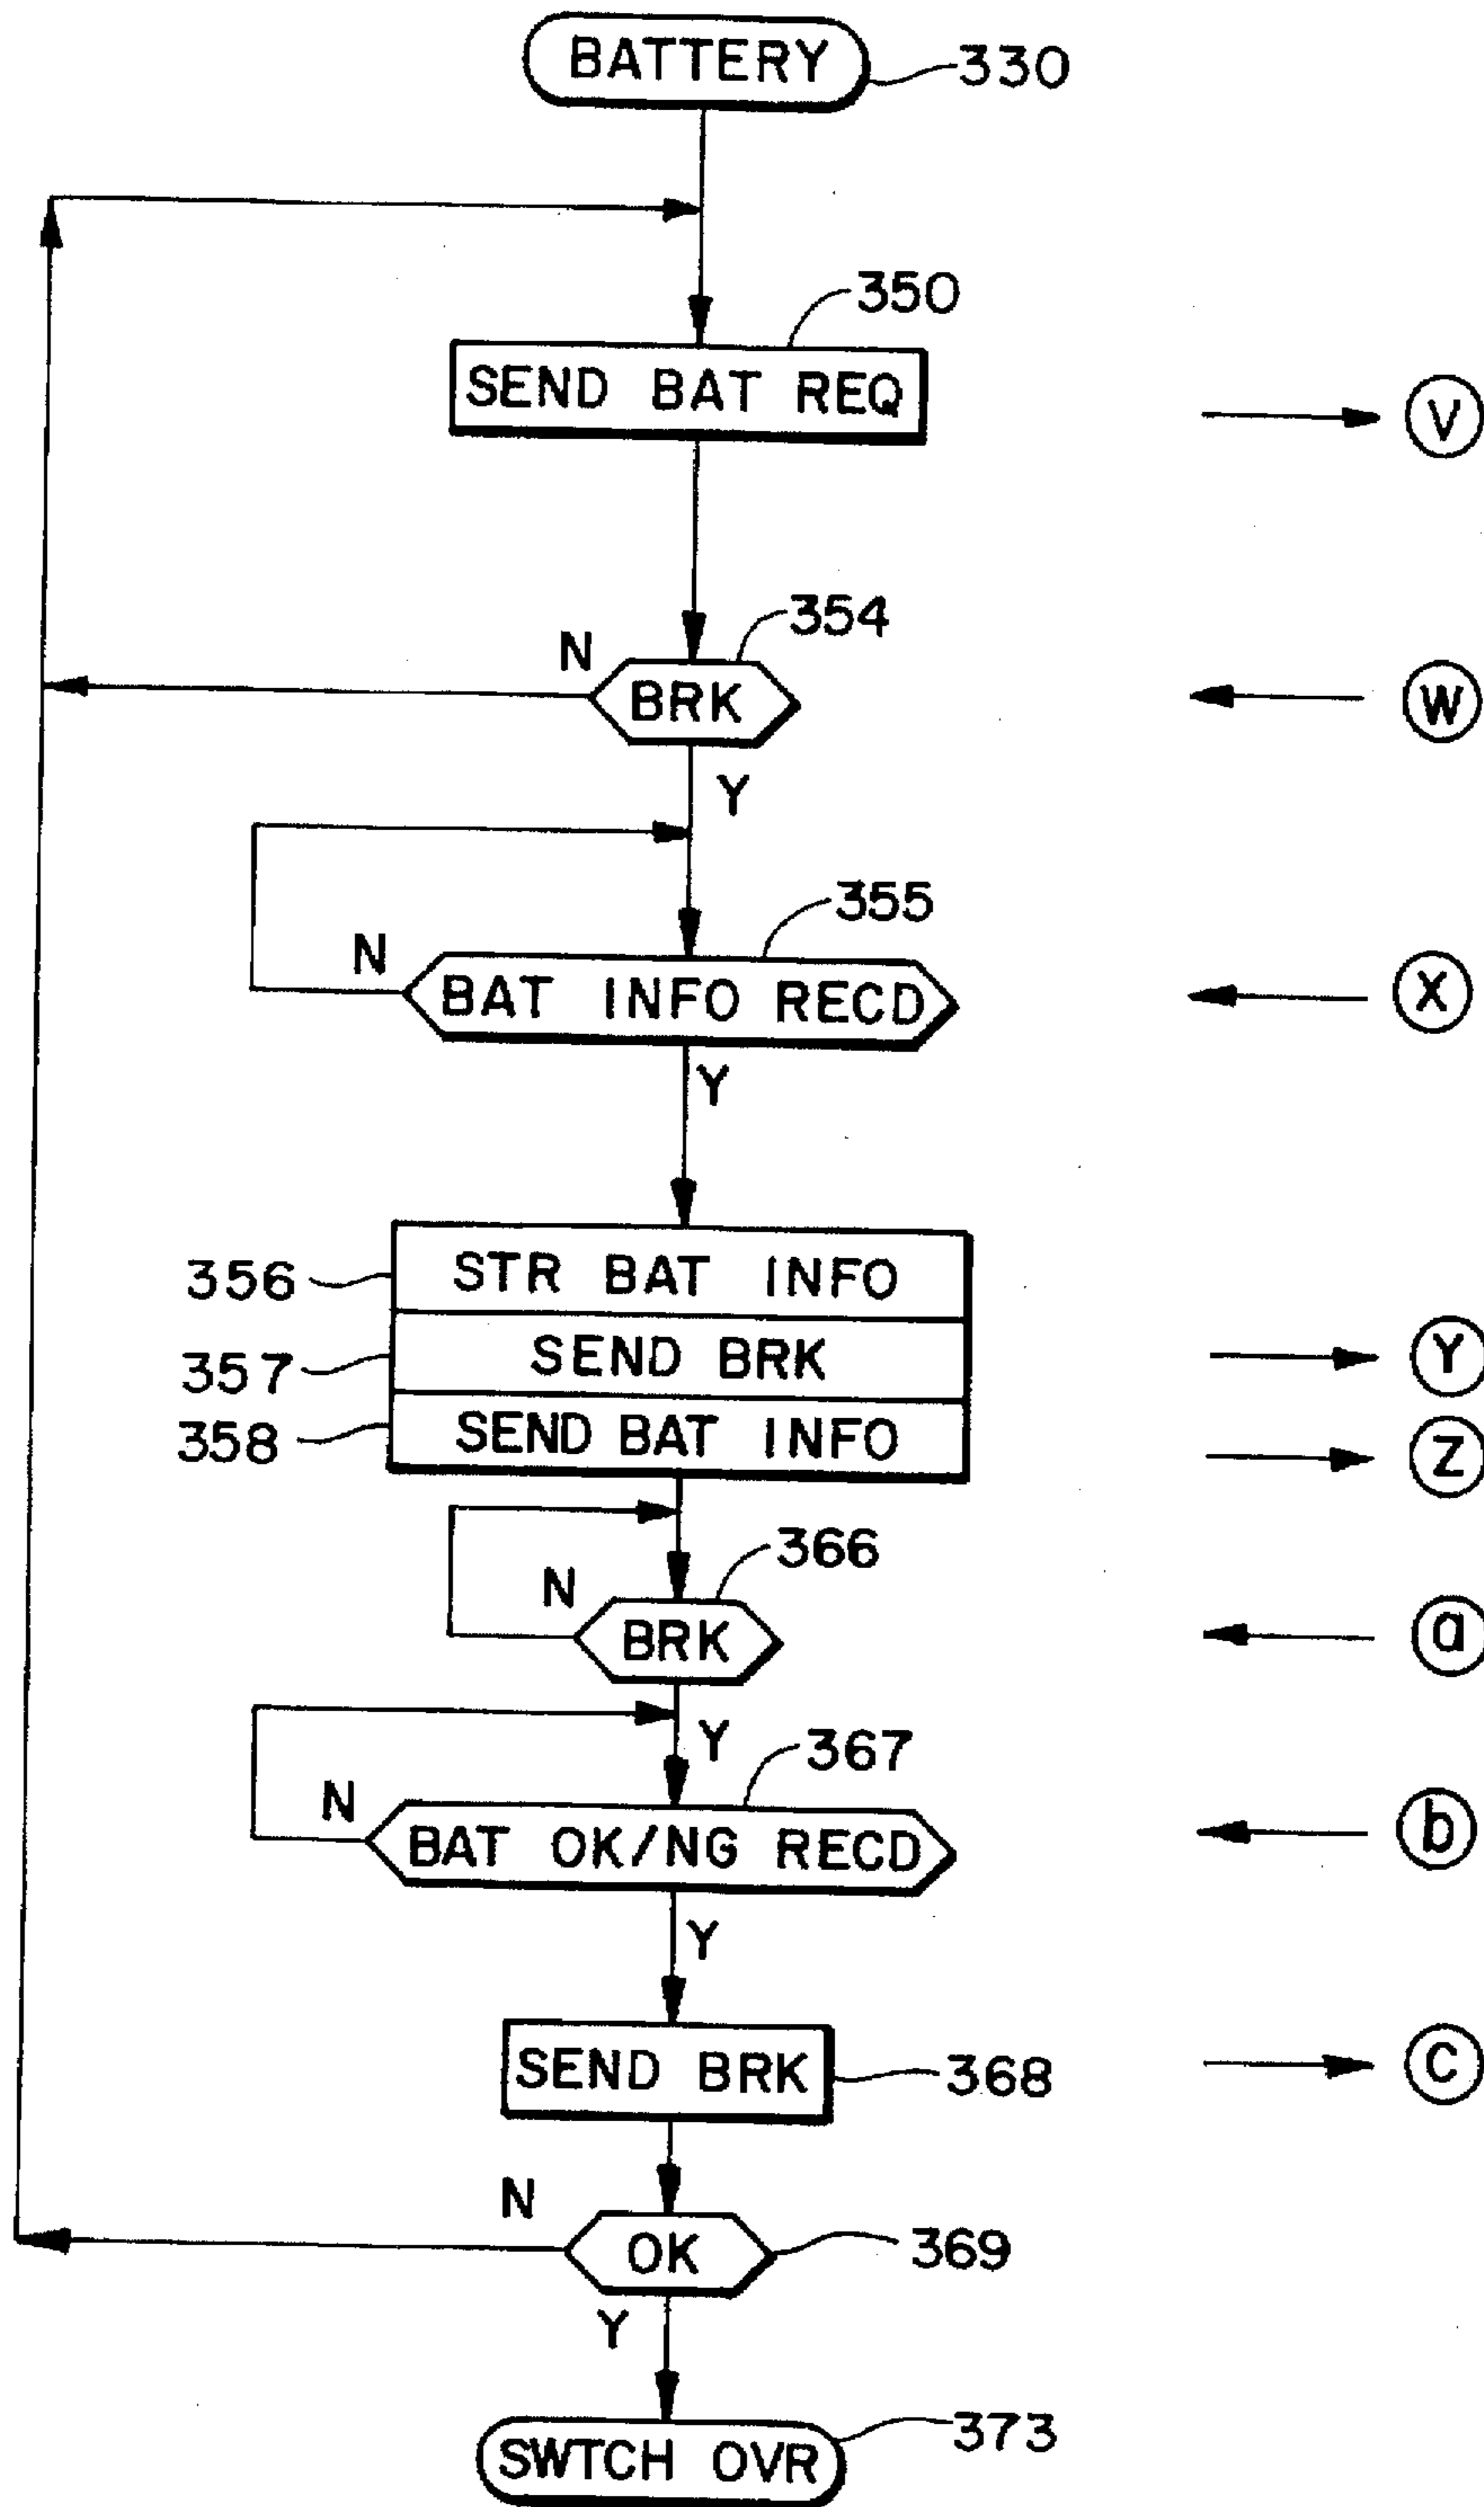 BATTERY
330
350
SEND BAT REQ
V
354
N
BRK
W
Y
355
N
BAT INFO RECD
X
Y
356
STR BAT INFO
357
SEND BRK
Y
358
SEND BAT INFO
Z
366
N
BRK
a
Y
367
N
BAT OK/NG RECD
b
Y
SEND BRK
368
C
N
OK
369
Y
373
SWTCH OVR